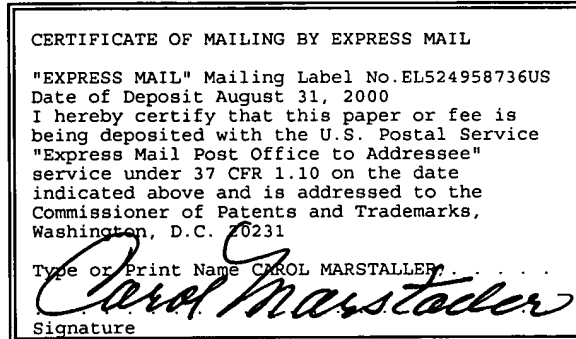 CERTIFICATE OF MAILING BY EXPRESS MAIL
"EXPRESS MAIL" Mailing Label No.EL524958736US
Date of Deposit August 31, 2000
I hereby certify that this paper or fee is
being deposited with the U.S. Postal Service
"Express Mail Post Office to Addressee"
service under 37 CFR 1.10 on the date
indicated above and is addressed to the
Commissioner of Patents and Trademarks,
Washington, D.C. 20231
Type or Print Name CAROL MARSTALLER. . . . . .
Carol Marstaller
Signature